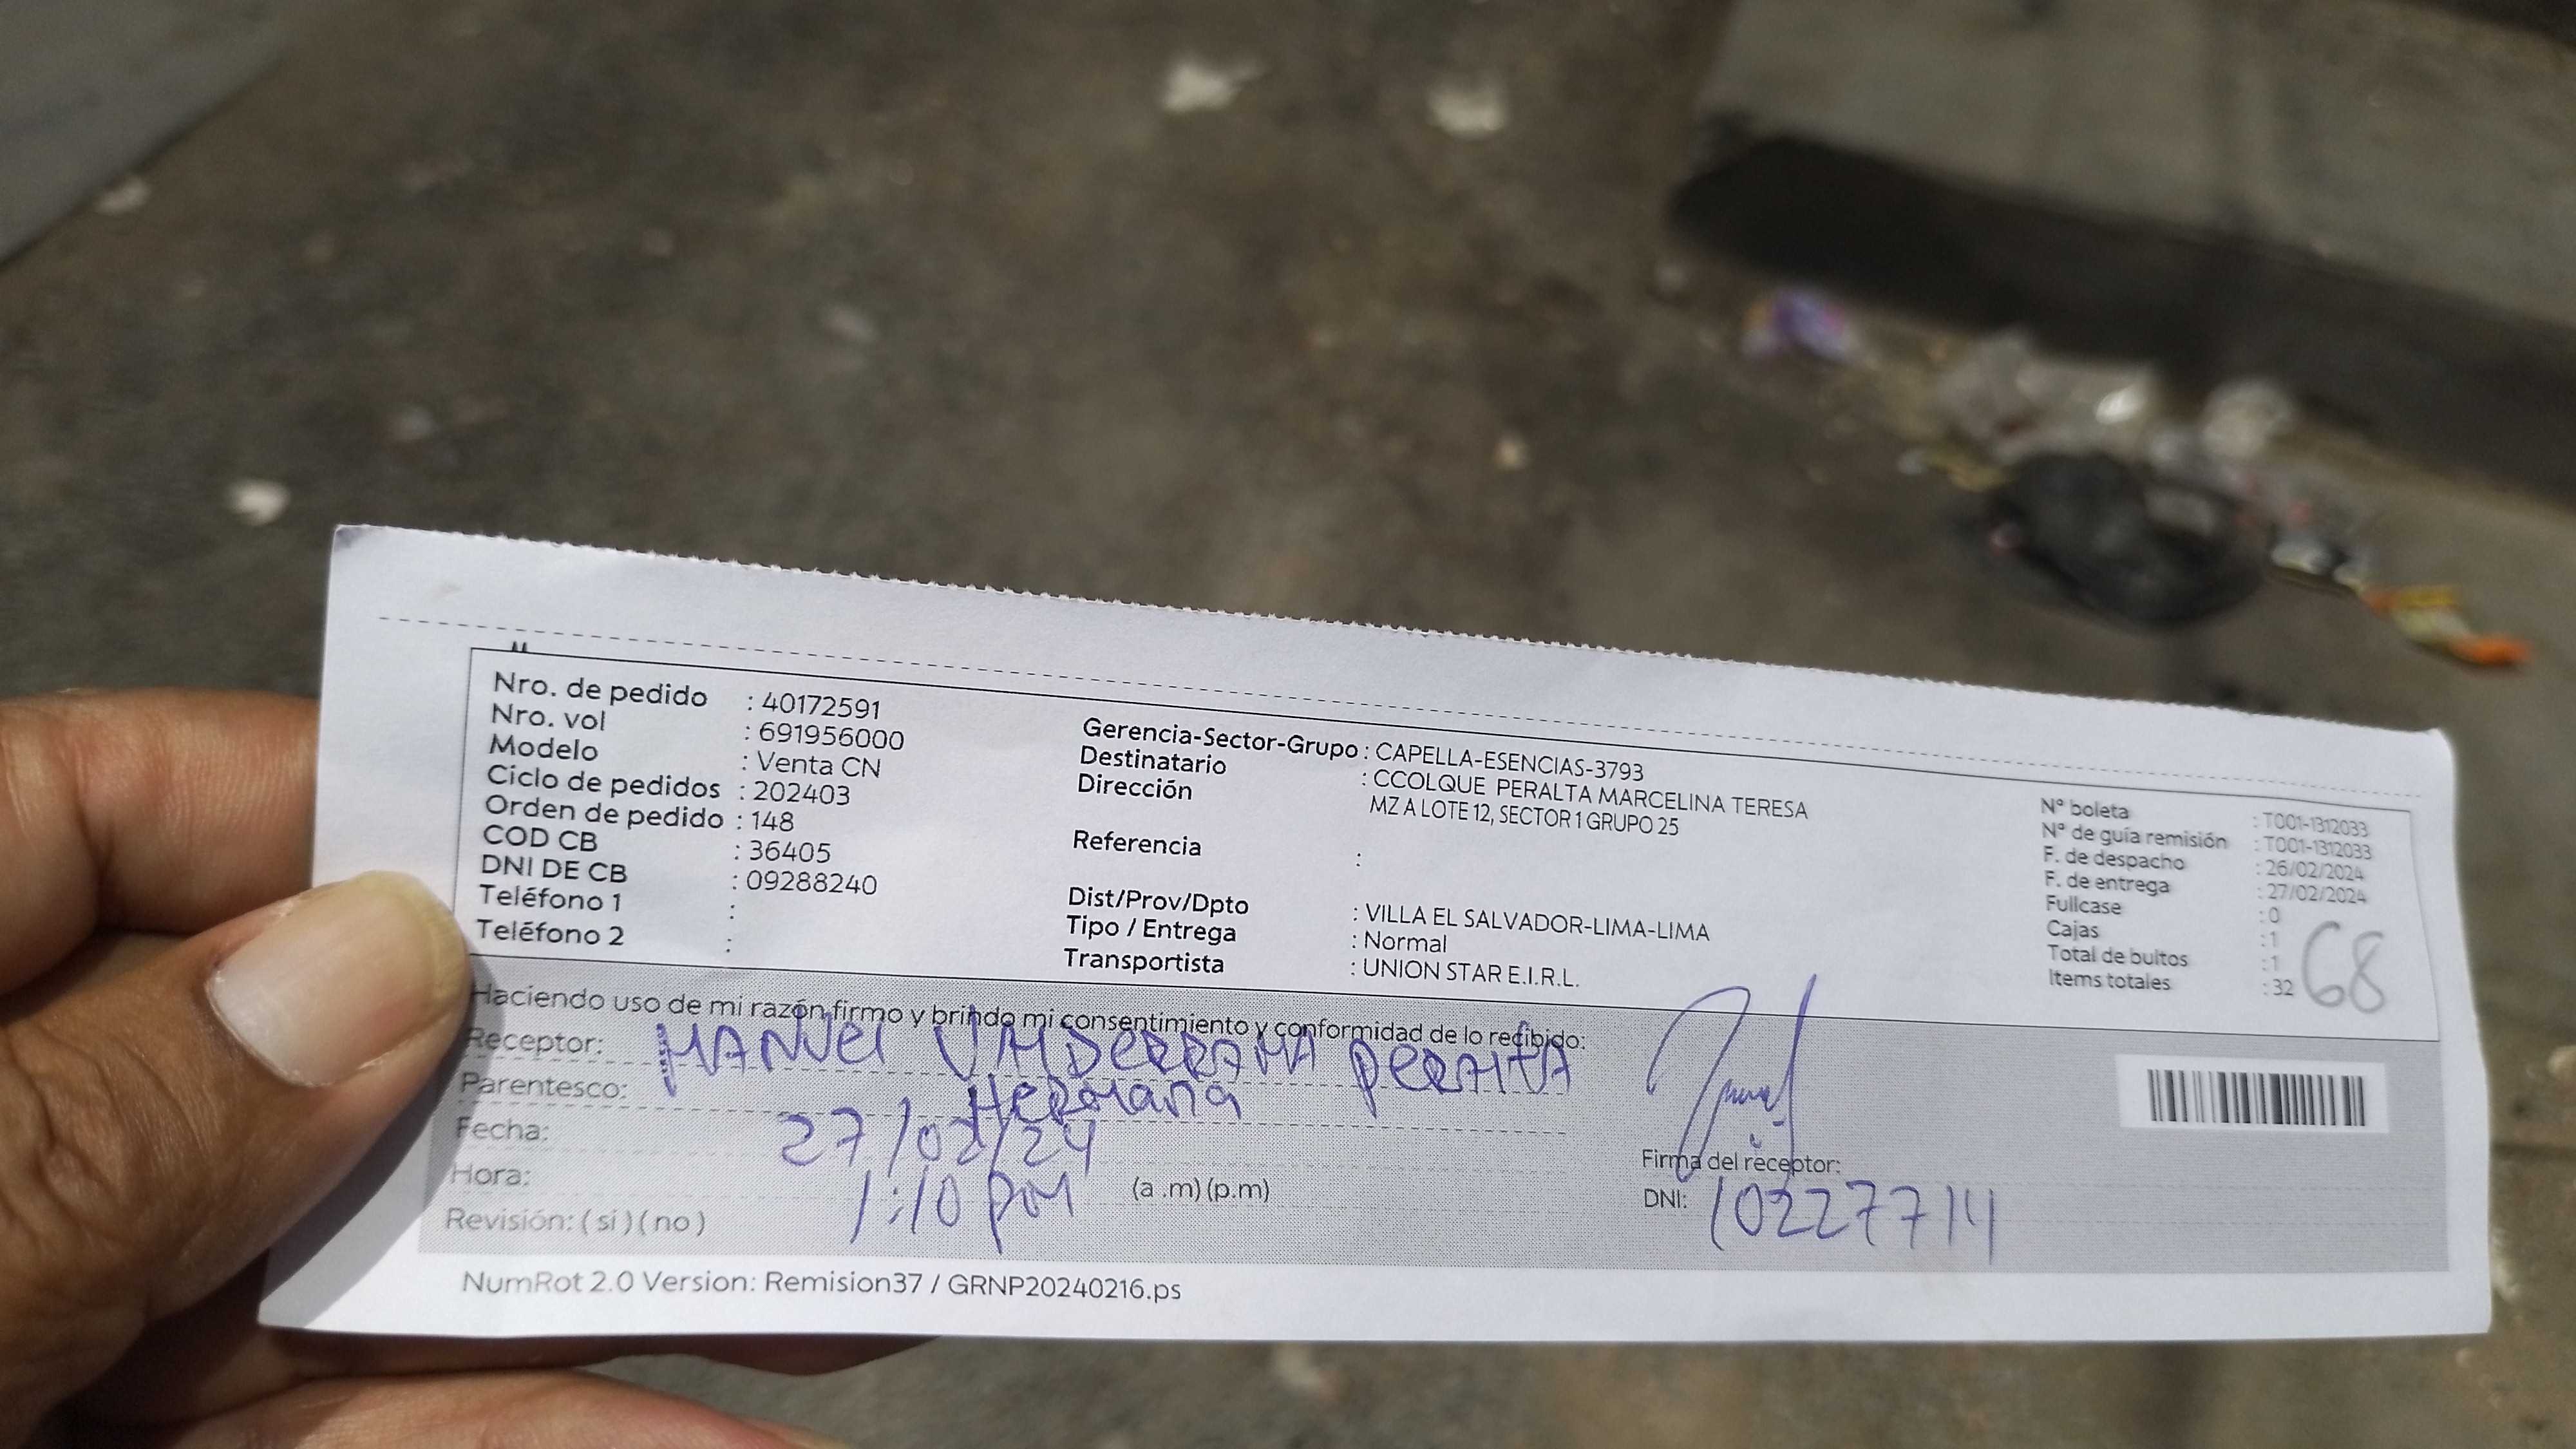 Nro. de pedido : 40172591
Nro. vol : 691956000
Modelo : Venta CN
Ciclo de pedidos : 202403
Orden de pedido : 148
COD CB : 36405
DNI DE CB : 09288240
Teléfono 1 :
Teléfono 2 :
Gerencia-Sector-Grupo : CAPELLA-ESENCIAS-3793
Destinatario : CCOLQUE PERALTA MARCELINA TERESA
Dirección MZ A LOTE 12, SECTOR 1 GRUPO 25
Referencia :
Dist/Prov/Dpto : VILLA EL SALVADOR-LIMA-LIMA
Tipo / Entrega : Normal
Transportista : UNION STAR E.I.R.L.
N° boleta : T001-1312033
N° de guía remisión : T001-1312033
F. de despacho : 26/02/2024
F. de entrega : 27/02/2024
Fullcase : 0
Cajas : 1
Total de bultos : 1
Items totales : 32
68
Haciendo uso de mi razón firmo y brindo mi consentimiento y conformidad de lo recibido:
Receptor: MANUel VALDERRAMA PERALTA
Parentesco: HERMANA
Fecha: 27/02/24
Hora: 1:10 PM (a .m) (p.m)
Revisión: ( si ) ( no )
Firma del receptor:
DNI: 10227714
NumRot 2.0 Version: Remision37 / GRNP20240216.ps